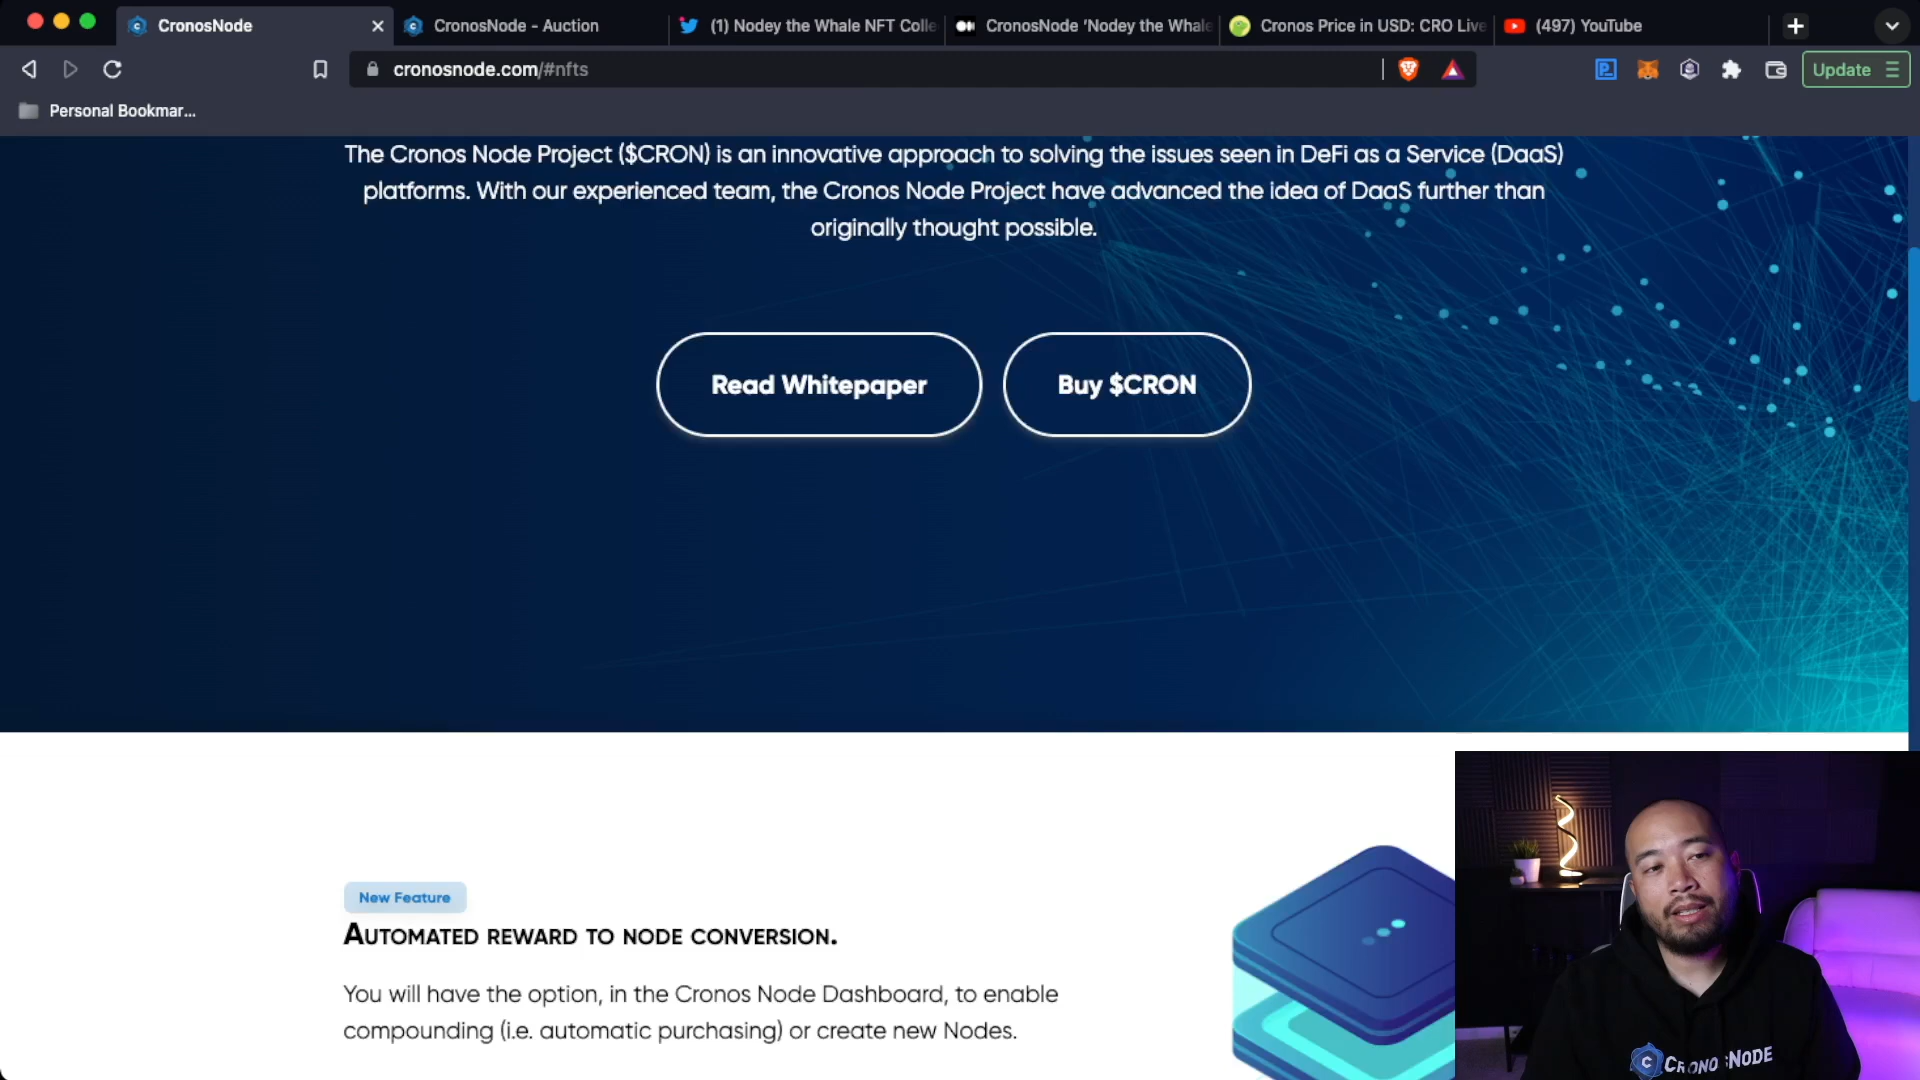 CronosNode
CronosNode - Auction
(1) Nodey the Whale NFT Colle
CronosNode 'Nodey the Whale
Cronos Price in USD: CRO Live
(497) YouTube
cronosnode.com/#nfts
Update
Personal Bookmar...
The Cronos Node Project ($CRON) is an innovative approach to solving the issues seen in DeFi as a Service (DaaS)
platforms. With our experienced team, the Cronos Node Project have advanced the idea of DaaS further than
originally thought possible.
Read Whitepaper
Buy $CRON
New Feature
AUTOMATED REWARD TO NODE CONVERSION.
You will have the option, in the Cronos Node Dashboard, to enable
compounding (i.e. automatic purchasing) or create new Nodes.
CRONOSNODE